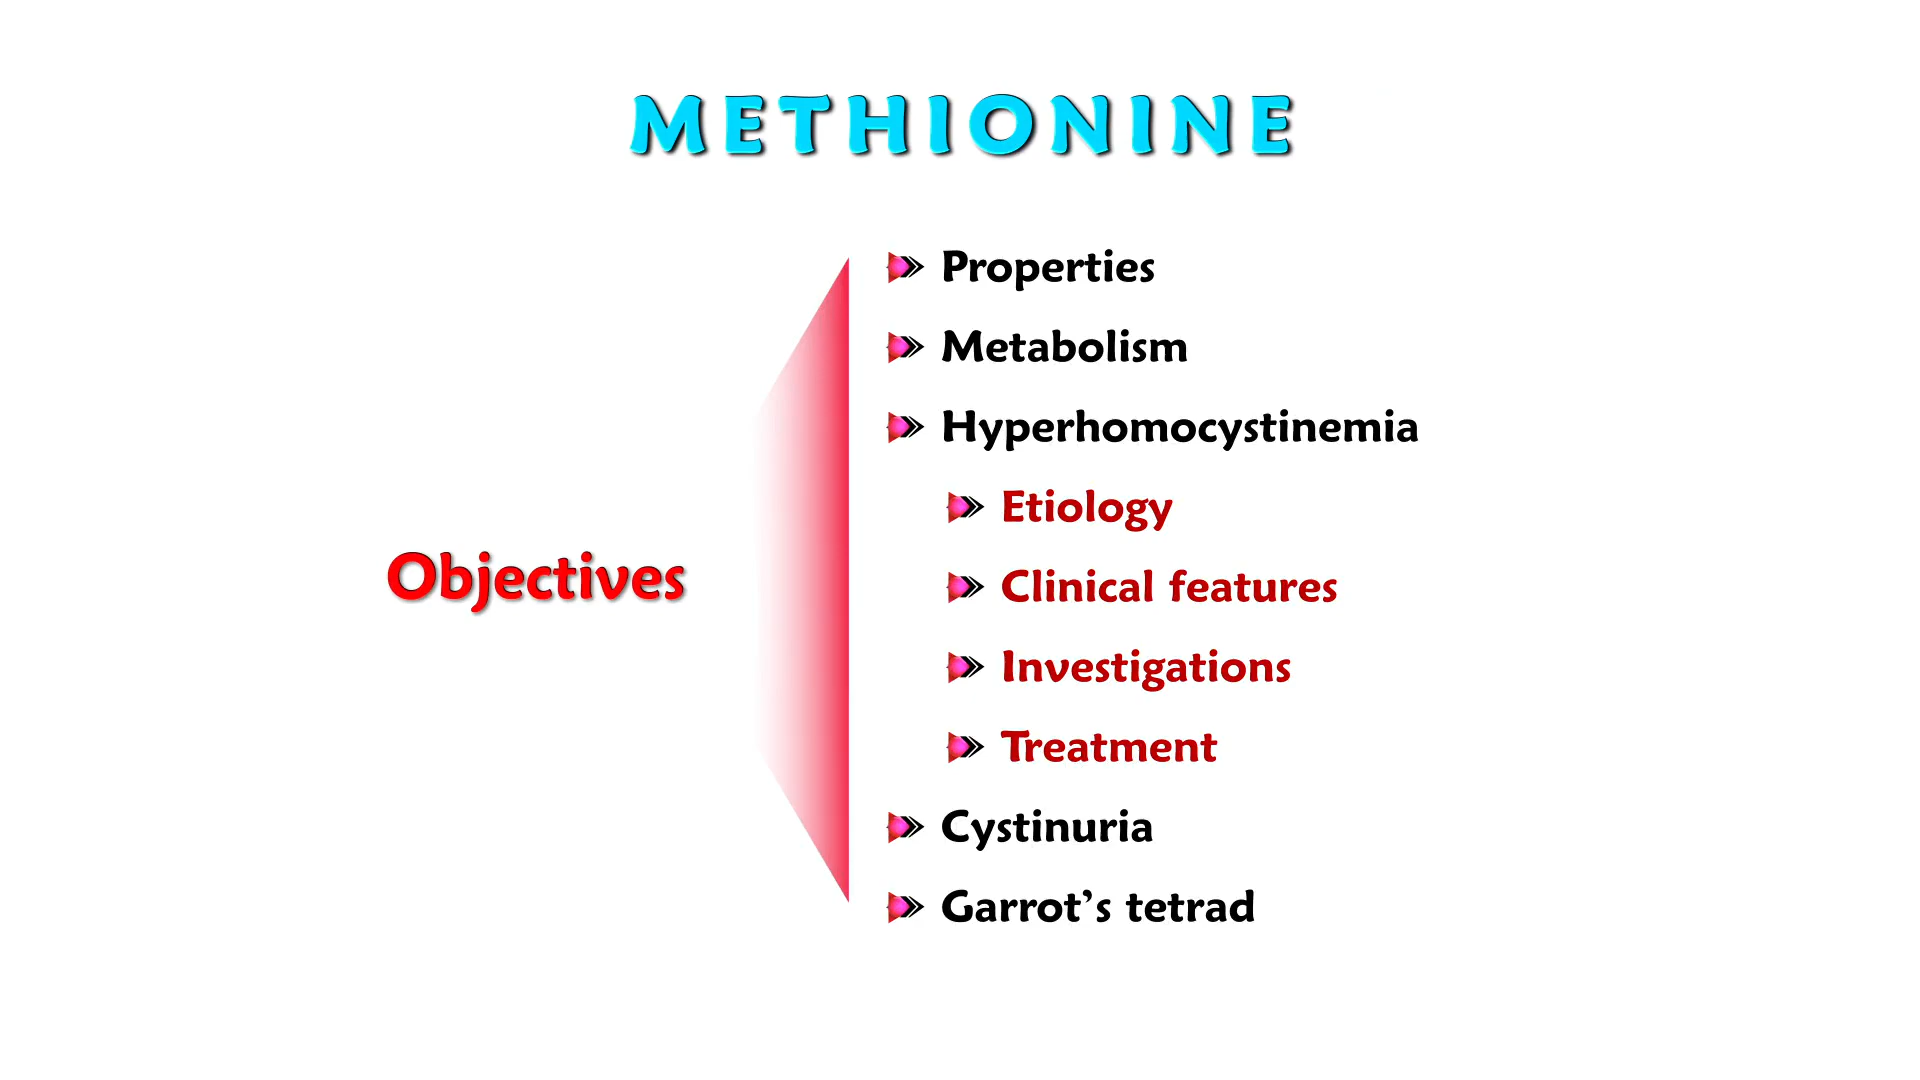 METHIONINE
Objectives
Properties
Metabolism
Hyperhomocystinemia
Etiology
Clinical features
Investigations
Treatment
Cystinuria
Garrot’s tetrad